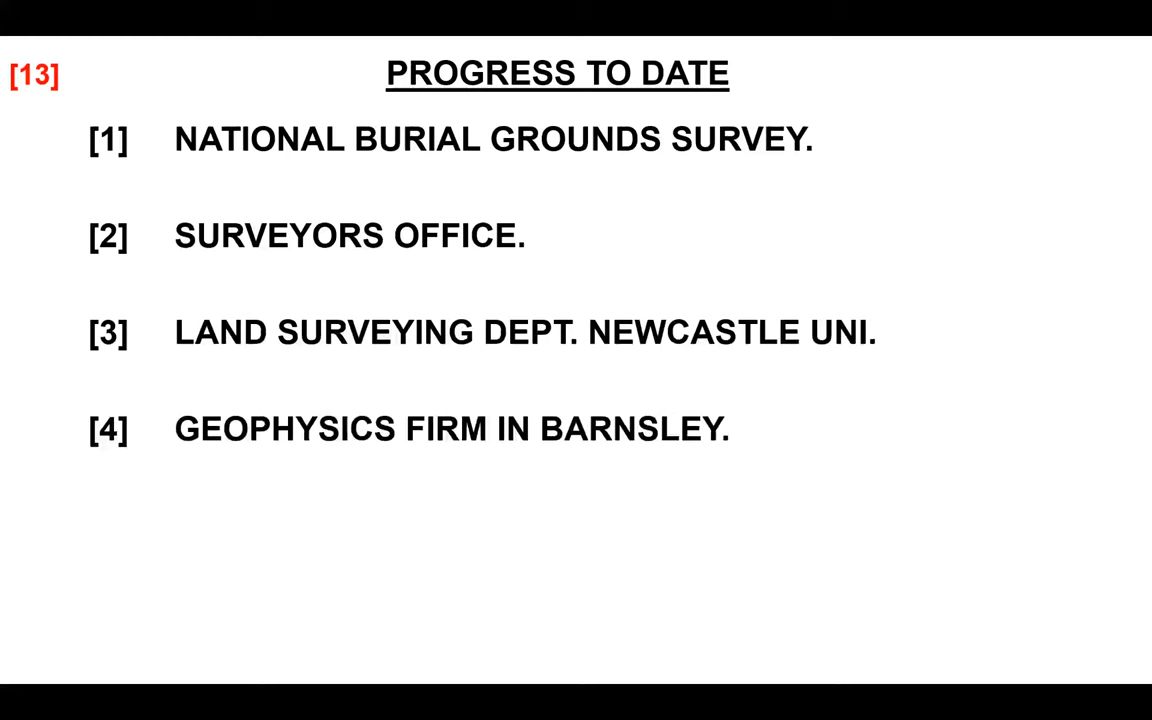 [13] PROGRESS TO DATE
[1] NATIONAL BURIAL GROUNDS SURVEY.
[2] SURVEYORS OFFICE.
[3] LAND SURVEYING DEPT. NEWCASTLE UNI.
[4] GEOPHYSICS FIRM IN BARNSLEY.